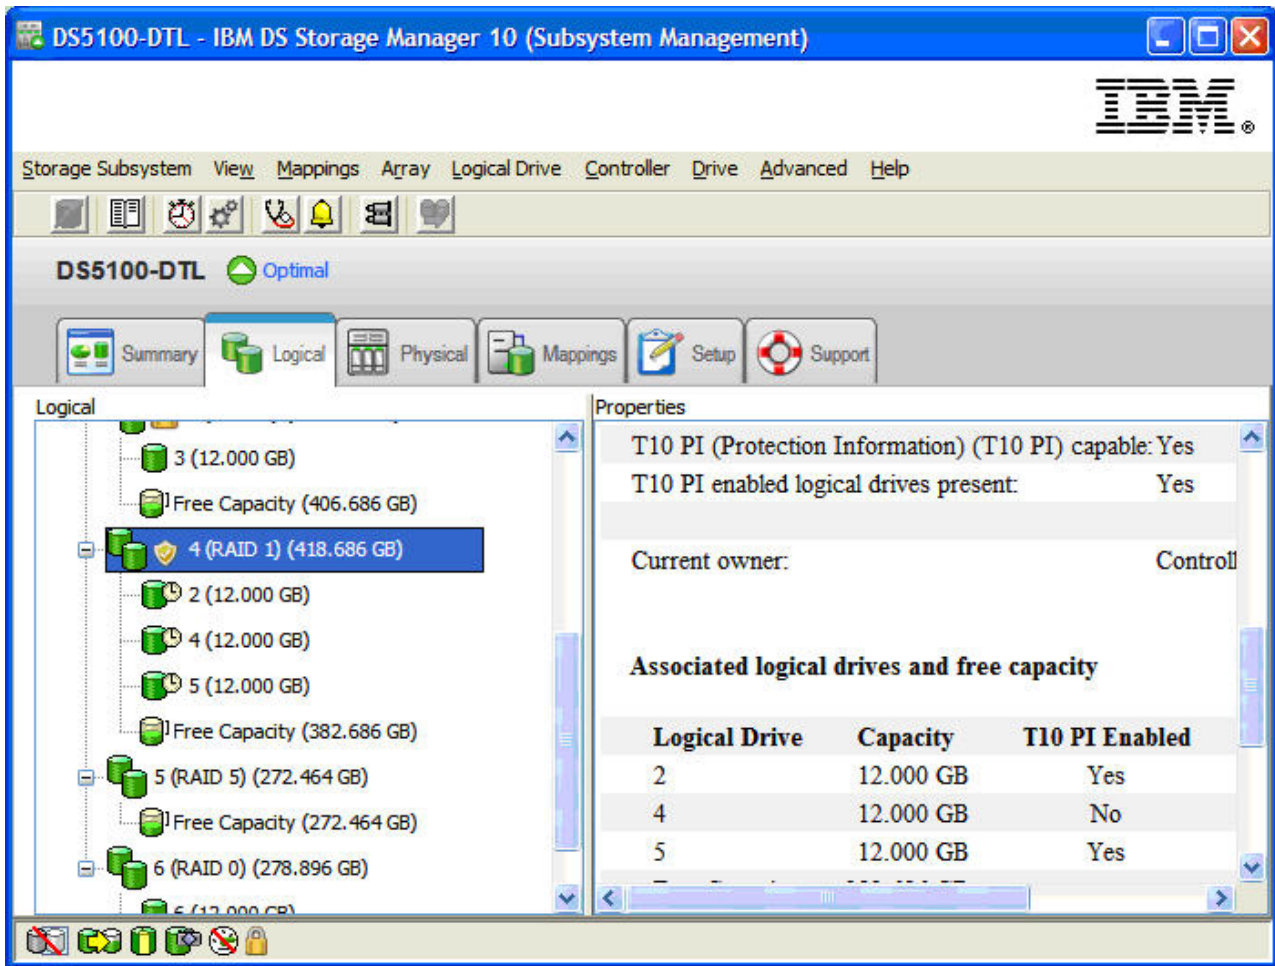 DS5100-DTL - IBM DS Storage Manager 10 (Subsystem Management)
IBM®
Storage Subsystem View Mappings Array Logical Drive Controller Drive Advanced Help
DS5100-DTL Optimal
Summary Logical Physical Mappings Setup Support
Logical
3 (12.000 GB)
Free Capacity (406.686 GB)
4 (RAID 1) (418.686 GB)
2 (12.000 GB)
4 (12.000 GB)
5 (12.000 GB)
Free Capacity (382.686 GB)
5 (RAID 5) (272.464 GB)
Free Capacity (272.464 GB)
6 (RAID 0) (278.896 GB)
6 (12.000 GB)
Properties
T10 PI (Protection Information) (T10 PI) capable: Yes
T10 PI enabled logical drives present: Yes
Current owner: Controll
Associated logical drives and free capacity
Logical Drive Capacity T10 PI Enabled
2 12.000 GB Yes
4 12.000 GB No
5 12.000 GB Yes